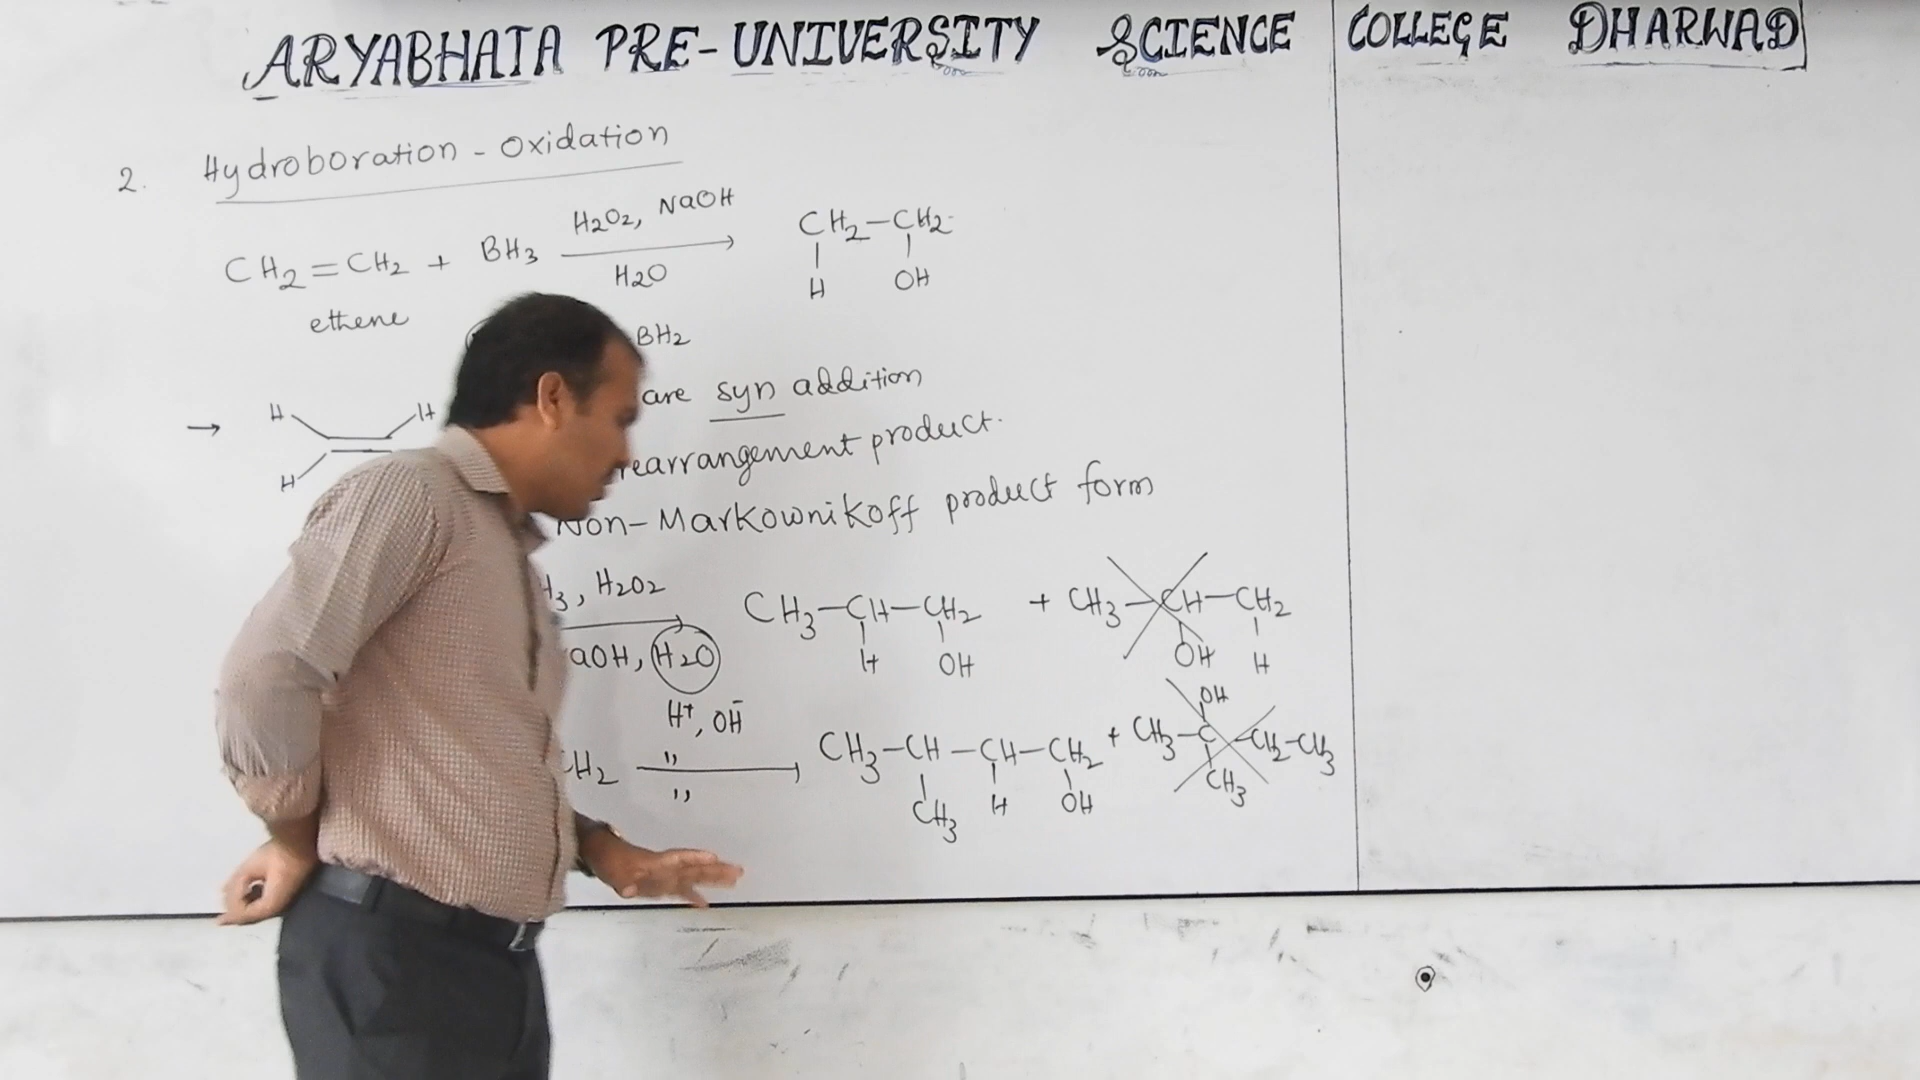 ARYABHATA PRE-UNIVERSITY SCIENCE COLLEGE DHARWAD
2. Hydroboration - Oxidation
CH2=CH2 + BH3 H2O2, NaOH H2O CH2-CH2
H OH
ethene
BH2
are syn addition
→ H H
H
rearrangement product.
Non-Markownikoff product form
H3, H2O2
CH3-CH-CH2 + CH3-CH-CH2
aOH, H2O H OH OH H
H+, OH-
OH
CH2 ,, ,, CH3-CH-CH-CH2 + CH3-C-CH2-CH3
CH3 H OH CH3